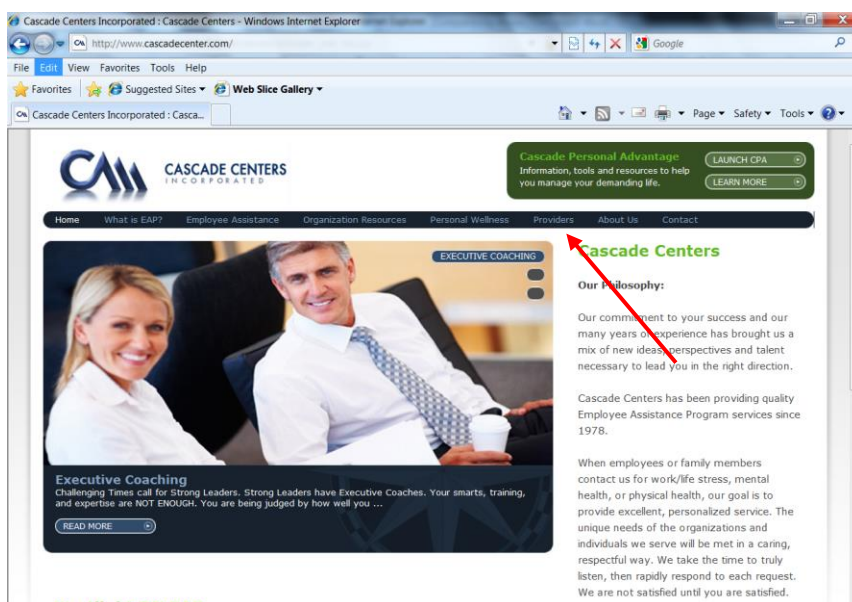 Cascade Centers Incorporated : Cascade Centers - Windows Internet Explorer
http://www.cascadecenter.com/
Google
File Edit View Favorites Tools Help
Favorites Suggested Sites Web Slice Gallery
Cascade Centers Incorporated : Casca...
Page Safety Tools
CASCADE CENTERS
INCORPORATED
Cascade Personal Advantage
Information, tools and resources to help
you manage your demanding life.
LAUNCH CPA
LEARN MORE
Home What is EAP? Employee Assistance Organization Resources Personal Wellness Providers About Us Contact
EXECUTIVE COACHING
Executive Coaching
Challenging Times call for Strong Leaders. Strong Leaders have Executive Coaches. Your smarts, training,
and expertise are NOT ENOUGH. You are being judged by how well you ...
READ MORE
Cascade Centers
Our Philosophy:
Our commitment to your success and our
many years of experience has brought us a
mix of new ideas, perspectives and talent
necessary to lead you in the right direction.
Cascade Centers has been providing quality
Employee Assistance Program services since
1978.
When employees or family members
contact us for work/life stress, mental
health, or physical health, our goal is to
provide excellent, personalized service. The
unique needs of the organizations and
individuals we serve will be met in a caring,
respectful way. We take the time to truly
listen, then rapidly respond to each request.
We are not satisfied until you are satisfied.